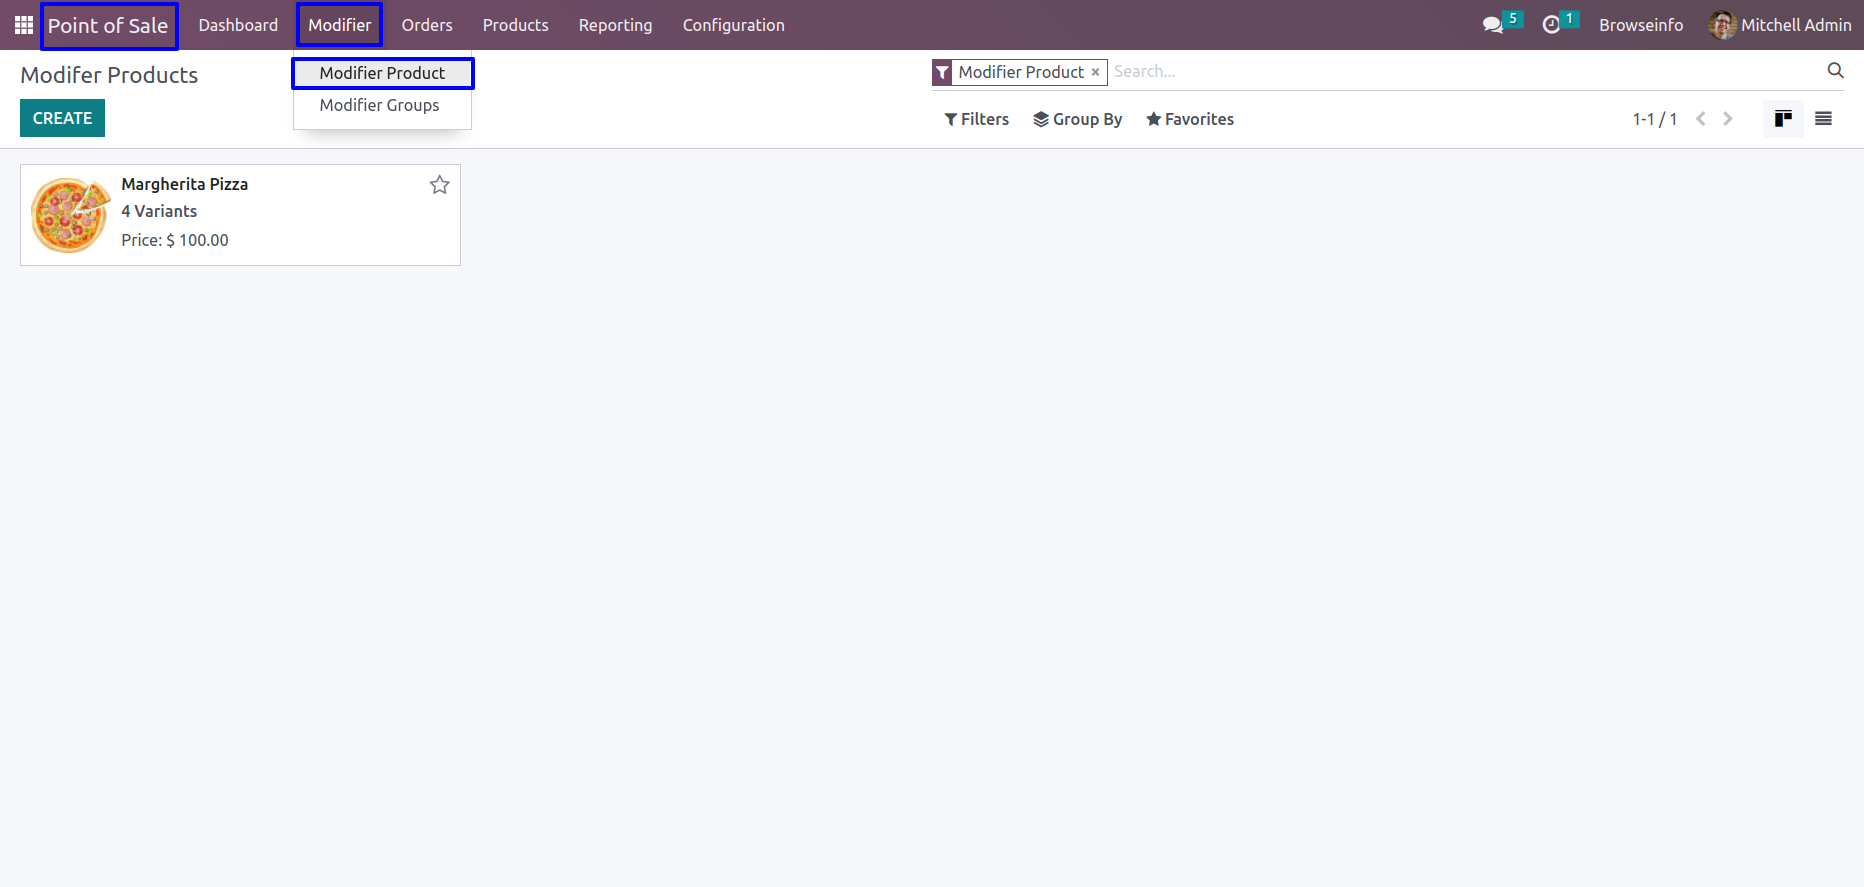 Point of Sale Dashboard Modifier Orders Products Reporting Configuration 5 1 Browseinfo Mitchell Admin
Modifer Products
Modifier Product
Modifier Groups
CREATE
Modifier Product × Search...
Filters Group By Favorites 1-1 / 1
Margherita Pizza
4 Variants
Price: $ 100.00